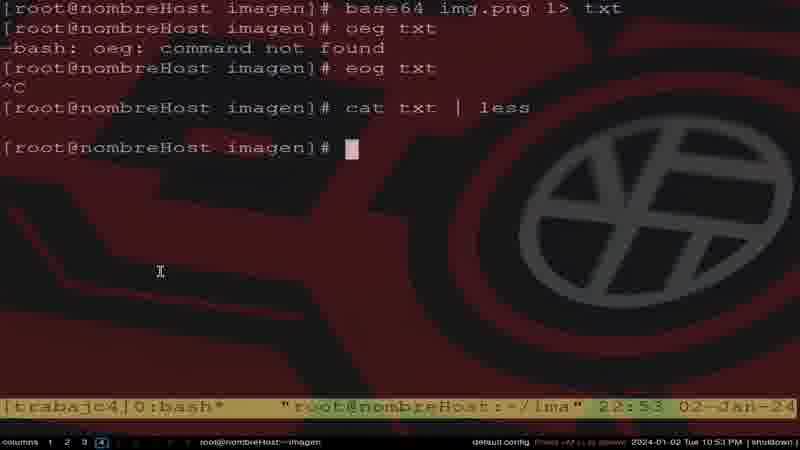 [root@nombreHost imagen]# base64 img.png 1> txt
[root@nombreHost imagen]# oeg txt
-bash: oeg: command not found
[root@nombreHost imagen]# eog txt
^C
[root@nombreHost imagen]# cat txt | less
[root@nombreHost imagen]#
[trabajc4|0:bash* "root@nombreHost:~/ima" 22:53 02-Jan-24
columns 1 2 3 4 root@nombreHost:~imagen default.config 2024-01-02 Tue 10:53 PM | shutdown |